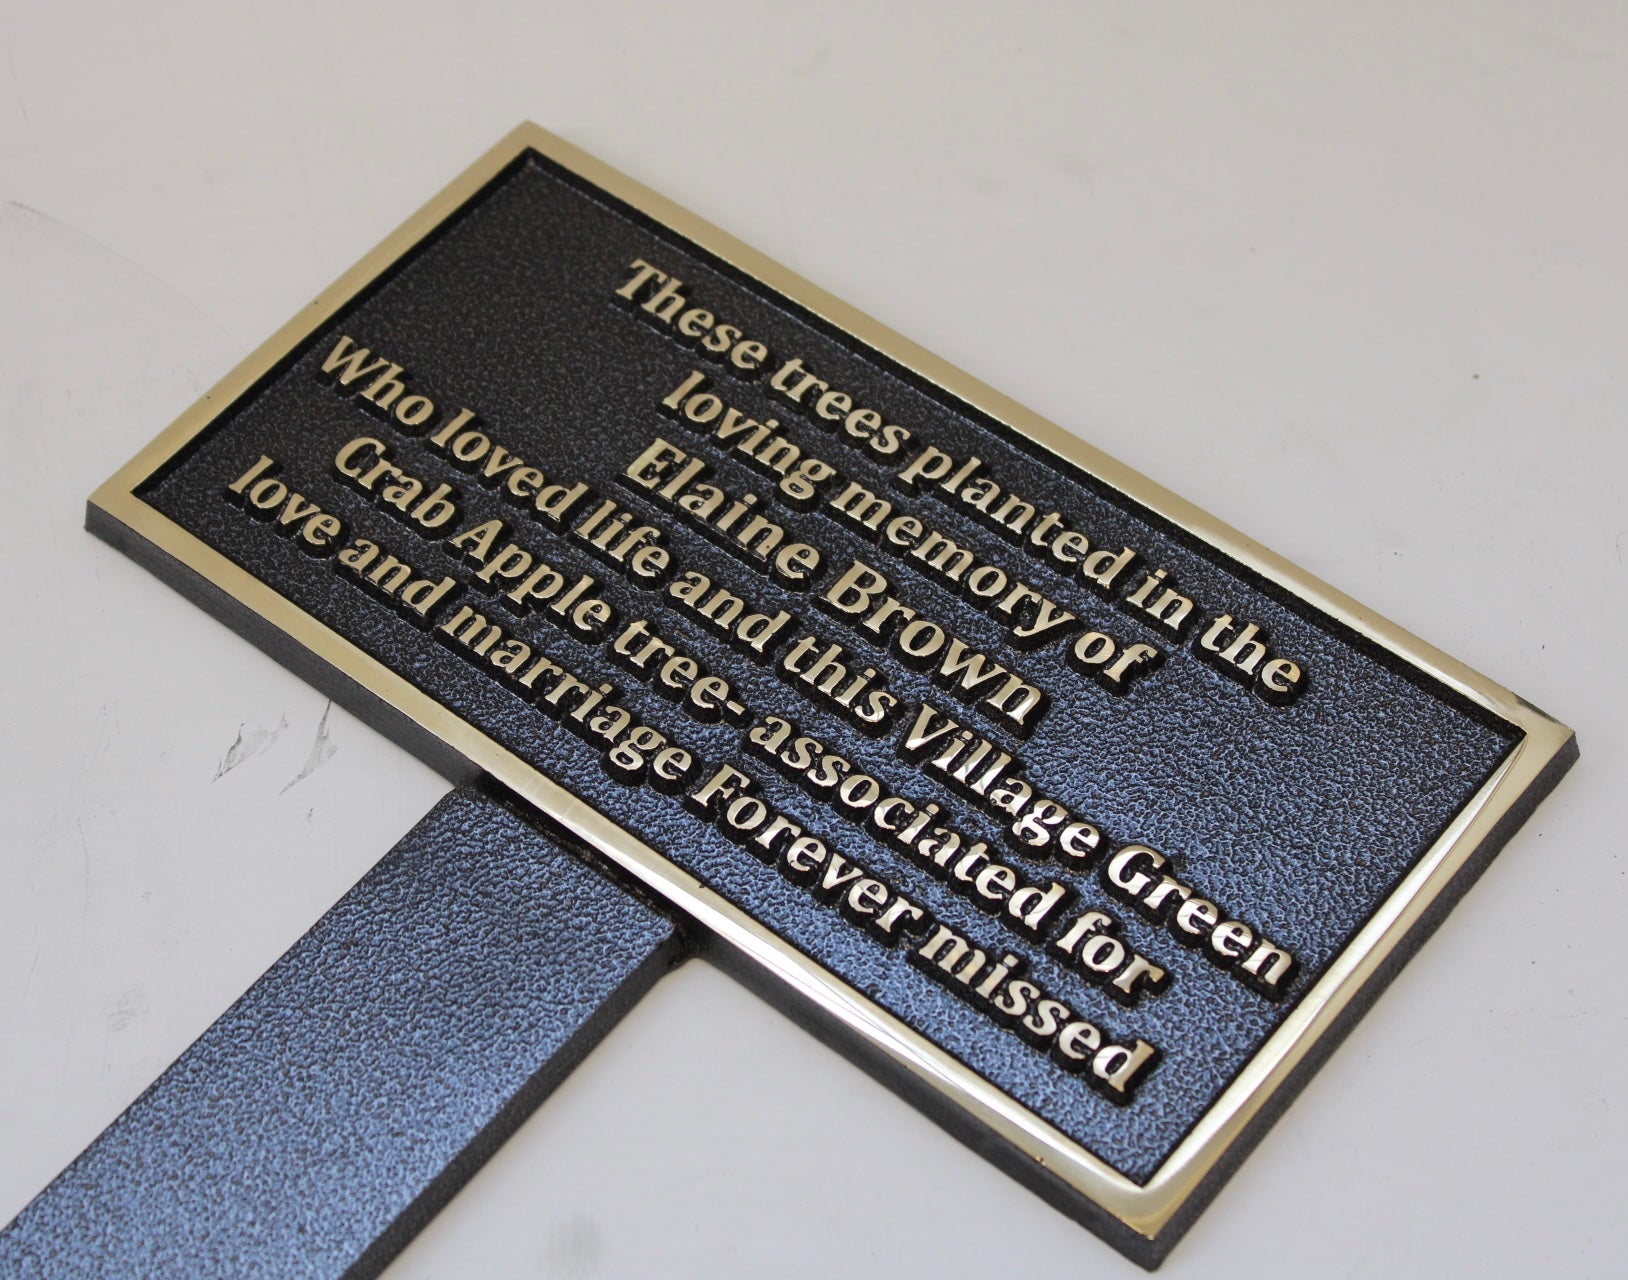 These trees planted in the
loving memory of
Elaine Brown
Who loved life and this Village Green
Crab Apple tree- associated for
love and marriage Forever missed